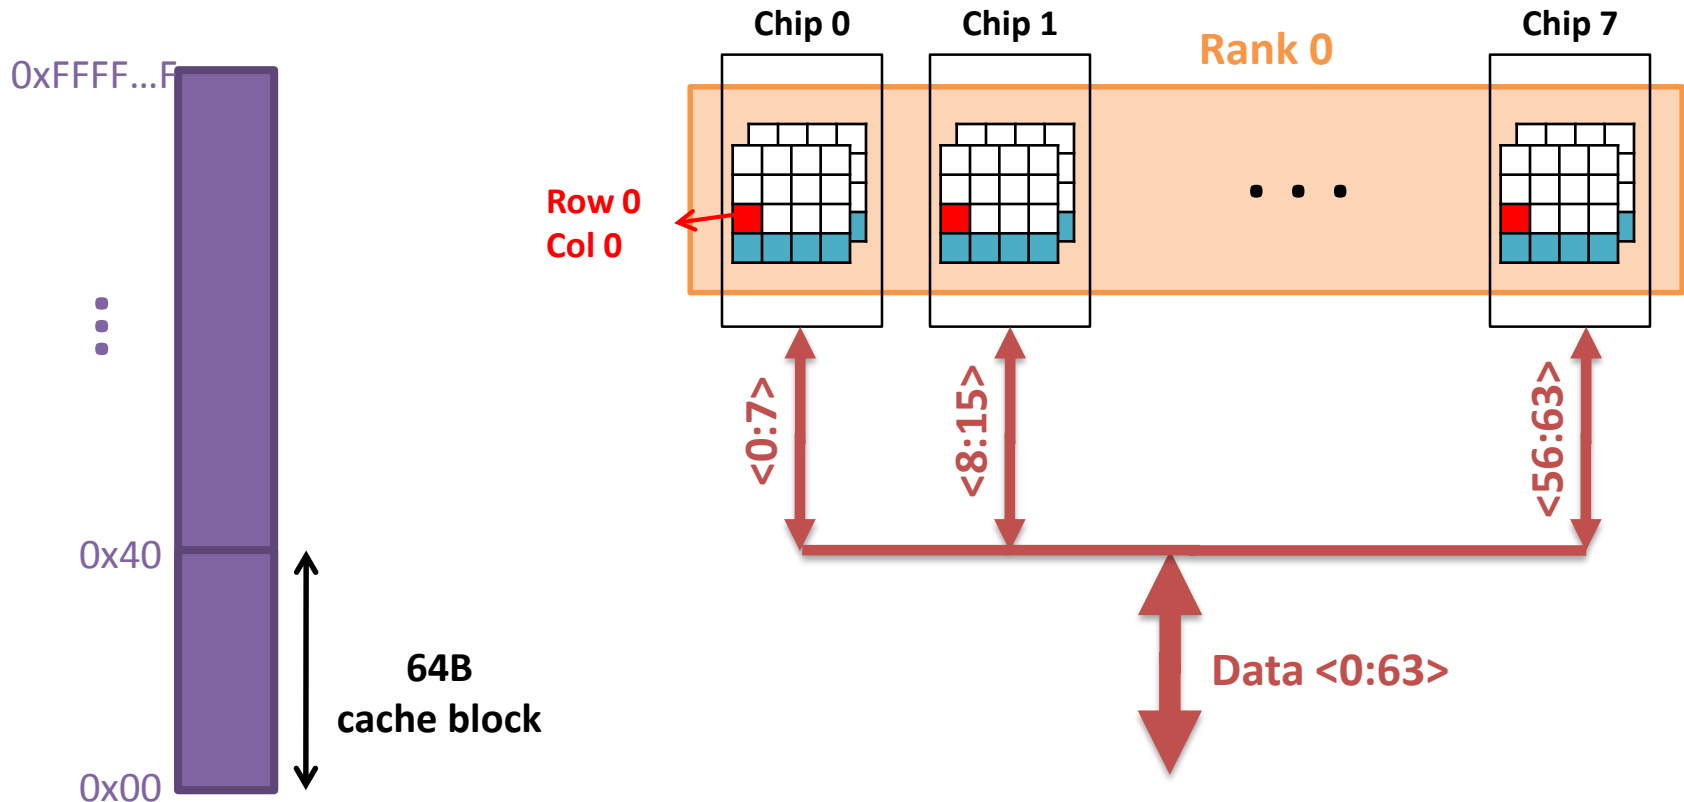 Chip 0
Chip 1
Chip 7
Rank 0
0xFFFF...F
Row 0
Col 0
<0:7>
<8:15>
<56:63>
0x40
64B
cache block
Data <0:63>
0x00